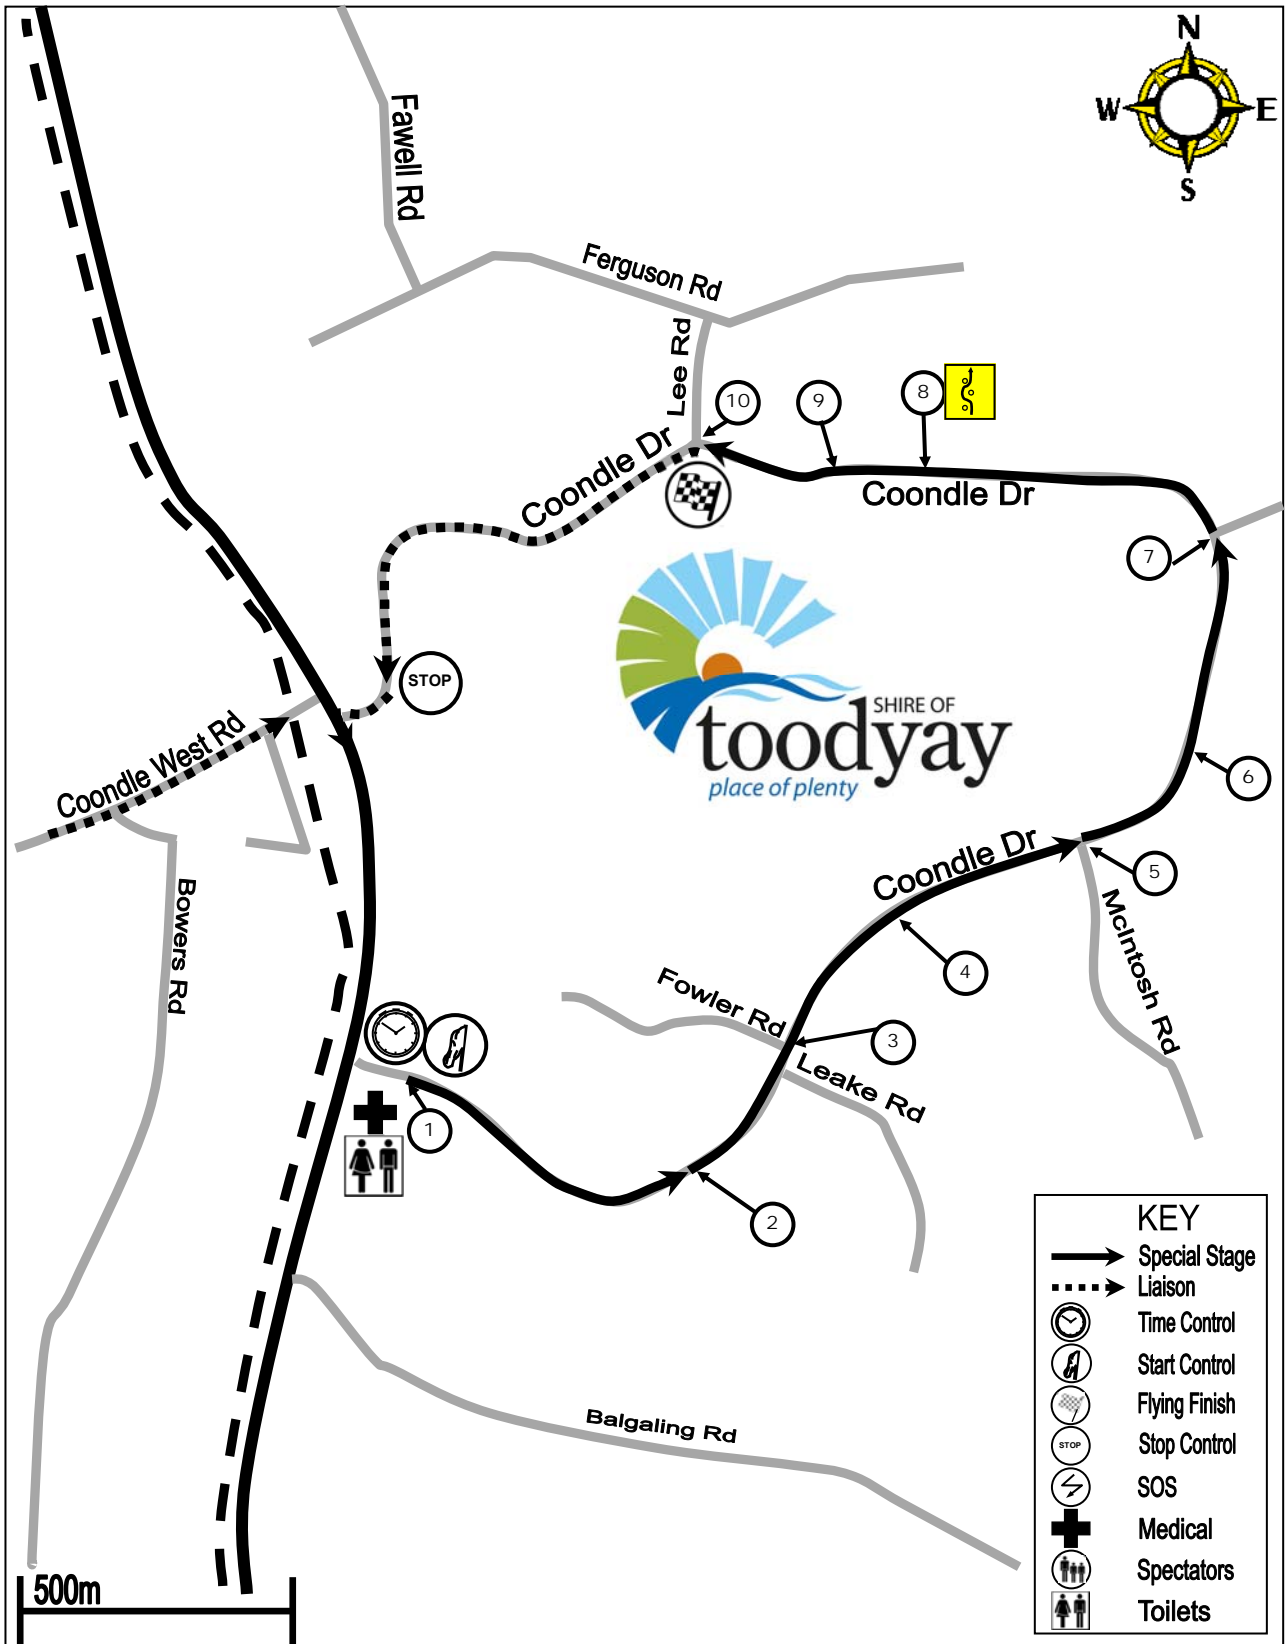 N
W
E
S
Fawell Rd
Ferguson Rd
Lee Rd
10
9
8
Coondle Dr
Coondle Dr
7
STOP
SHIRE OF
toodyay
place of plenty
Coondle West Rd
6
Coondle Dr
5
Bowers Rd
McIntosh Rd
4
Fowler Rd
3
Leake Rd
1
2
Balgaling Rd
500m
KEY
Special Stage
Liaison
Time Control
Start Control
Flying Finish
STOP Stop Control
SOS
Medical
Spectators
Toilets